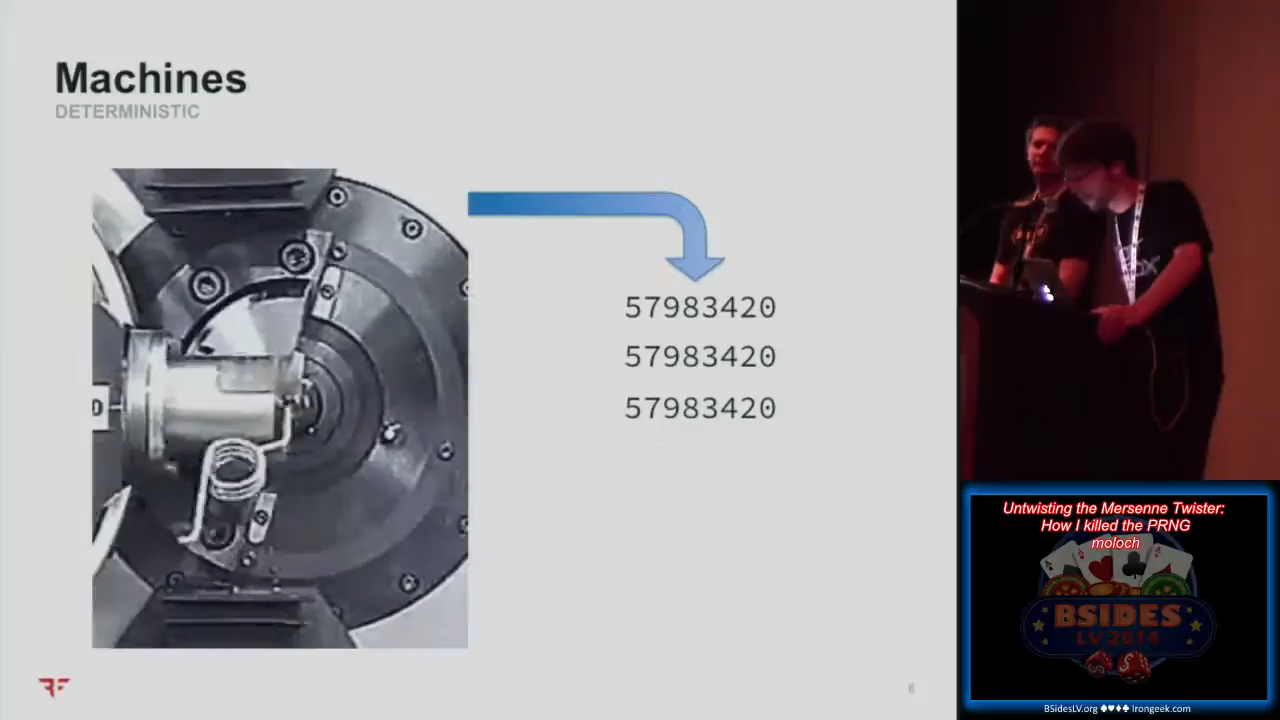 Machines
DETERMINISTIC
0
57983420
57983420
57983420
6
Untwisting the Mersenne Twister:
How I killed the PRNG
moloch
BSIDES
LV 2014
BSidesLV.org ♠♥♦♣ Irongeek.com